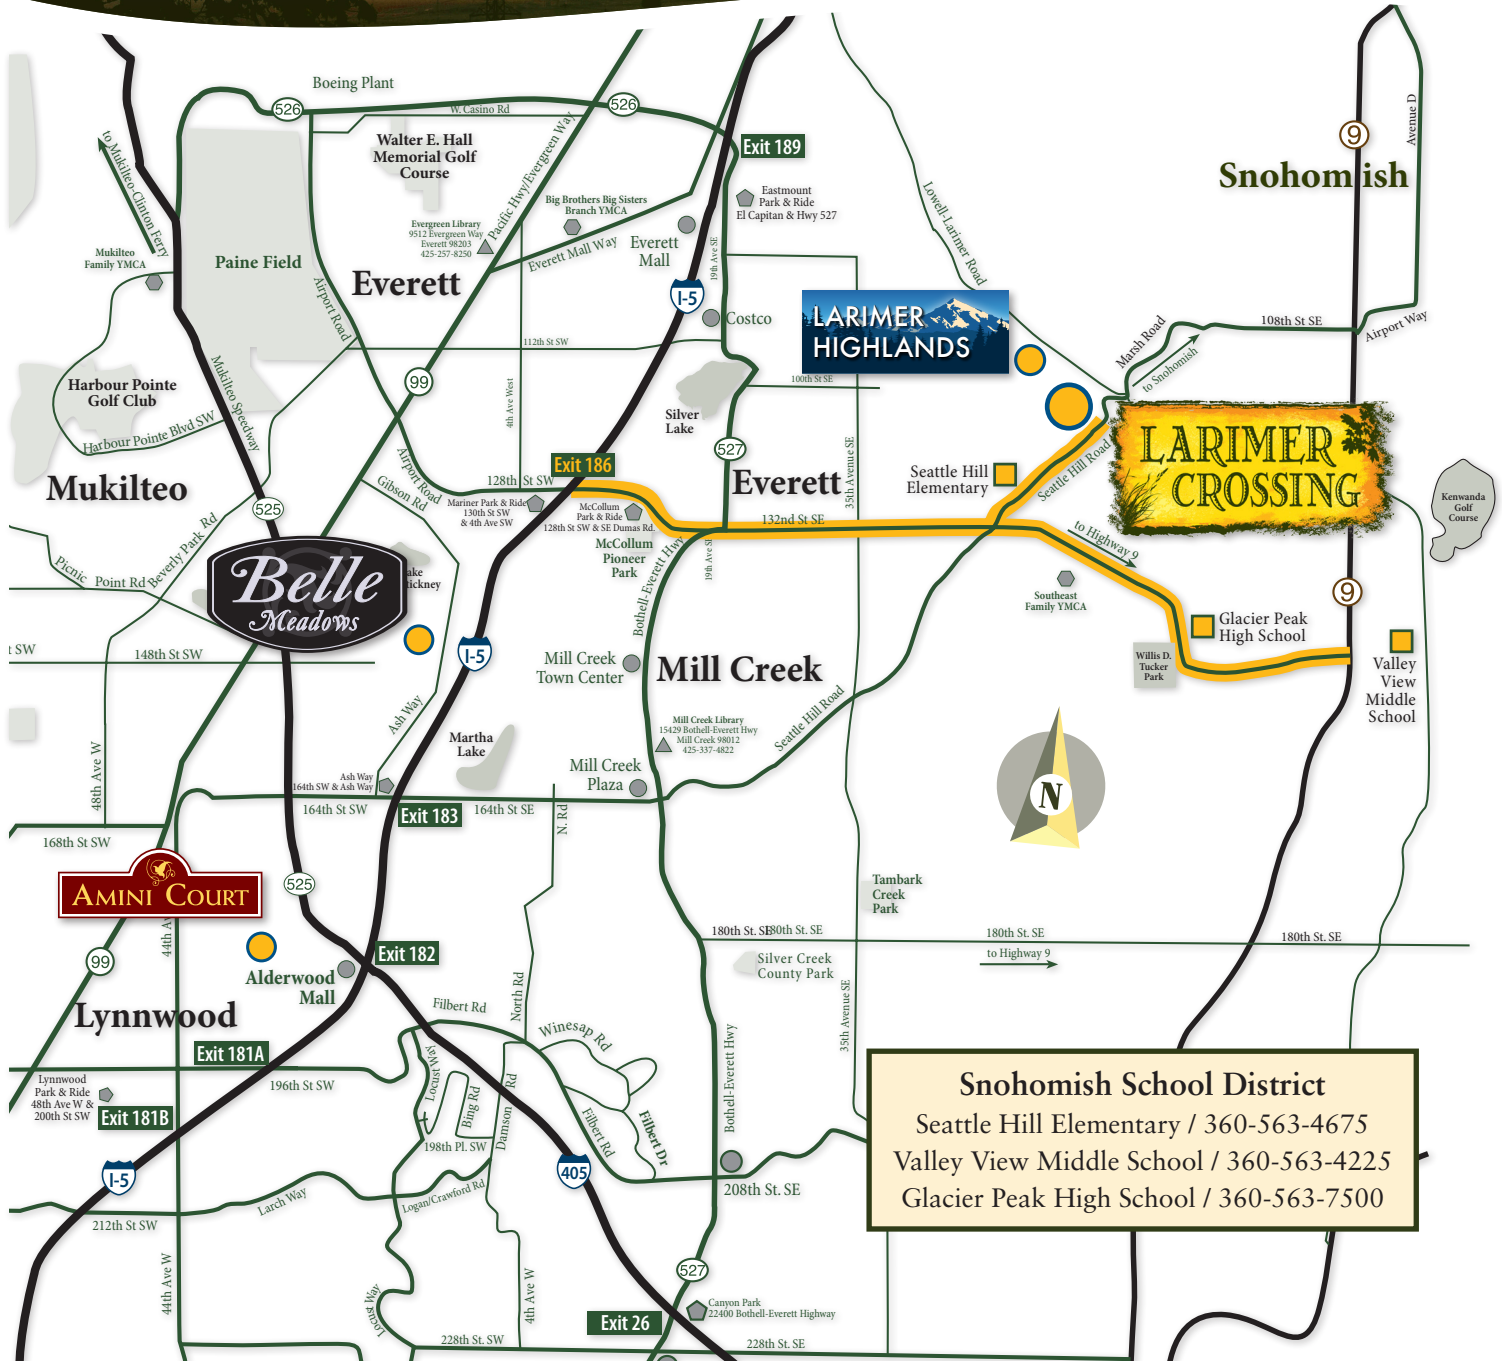 Boeing Plant
526
W. Casino Rd
526
Walter E. Hall
Memorial Golf
Course
Exit 189
9
Avenue D
Snohomish
to Mukilteo-Clinton Ferry
Pacific Hwy/Evergreen Way
Lowell-Larimer Road
Eastmount
Park & Ride
El Capitan & Hwy 527
Big Brothers Big Sisters
Branch YMCA
Evergreen Library
9512 Evergreen Way
Everett 98203
425-257-8250
Everett
Mall
Everett Mall Way
19th Ave SE
Mukilteo
Family YMCA
Paine Field
Everett
Airport Road
I-5
Costco
LARIMER
HIGHLANDS
Marsh Road
108th St SE
Airport Way
to Snohomish
112th St SW
100th St SE
99
4th Ave West
Mukilteo Speedway
Harbour Pointe
Golf Club
Harbour Pointe Blvd SW
Silver
Lake
527
35th Avenue SE
LARIMER
CROSSING
Mukilteo
Exit 186
128th St SW
Airport Road
Gibson Rd
Mariner Park & Ride
130th St SW
& 4th Ave SW
McCollum
Park & Ride
128th St SW & SE Dumas Rd.
McCollum
Pioneer
Park
Everett
Seattle Hill
Elementary
Seattle Hill Road
Kenwanda
Golf
Course
525
132nd St SE
to Highway 9
Beverly Park Rd
Picnic
Point Rd
Belle
Meadows
ake
tickney
Bothell-Everett Hwy
19th Ave SE
Southeast
Family YMCA
9
Glacier Peak
High School
t SW
148th St SW
I-5
Mill Creek
Town Center
Mill Creek
Willis D.
Tucker
Park
Valley
View
Middle
School
Ash Way
Martha
Lake
Mill Creek Library
15429 Bothell-Everett Hwy
Mill Creek 98012
425-337-4822
Seattle Hill Road
48th Ave W
Ash Way
164th SW & Ash Way
Mill Creek
Plaza
N
164th St SW
Exit 183
164th St SE
N. Rd
168th St SW
Amini Court
525
Tambark
Creek
Park
44th Av
180th St. SE
180th St. SE
180th St. SE
180th St. SE
to Highway 9
99
Exit 182
Alderwood
Mall
Silver Creek
County Park
Lynnwood
Filbert Rd
North Rd
Winesap Rd
35th Avenue SE
Exit 181A
196th St SW
Locust Way
Bing Rd
Damson Rd
Filbert Rd
Filbert Dr
Bothell-Everett Hwy
Lynnwood
Park & Ride
48th Ave W &
200th St SW
Exit 181B
198th Pl. SW
Snohomish School District
Seattle Hill Elementary / 360-563-4675
Valley View Middle School / 360-563-4225
Glacier Peak High School / 360-563-7500
I-5
405
208th St. SE
212th St SW
Larch Way
Logan/Crawford Rd
44th Ave W
Locust Way
4th Ave W
527
Canyon Park
22400 Bothell-Everett Highway
Exit 26
228th St. SW
228th St. SE